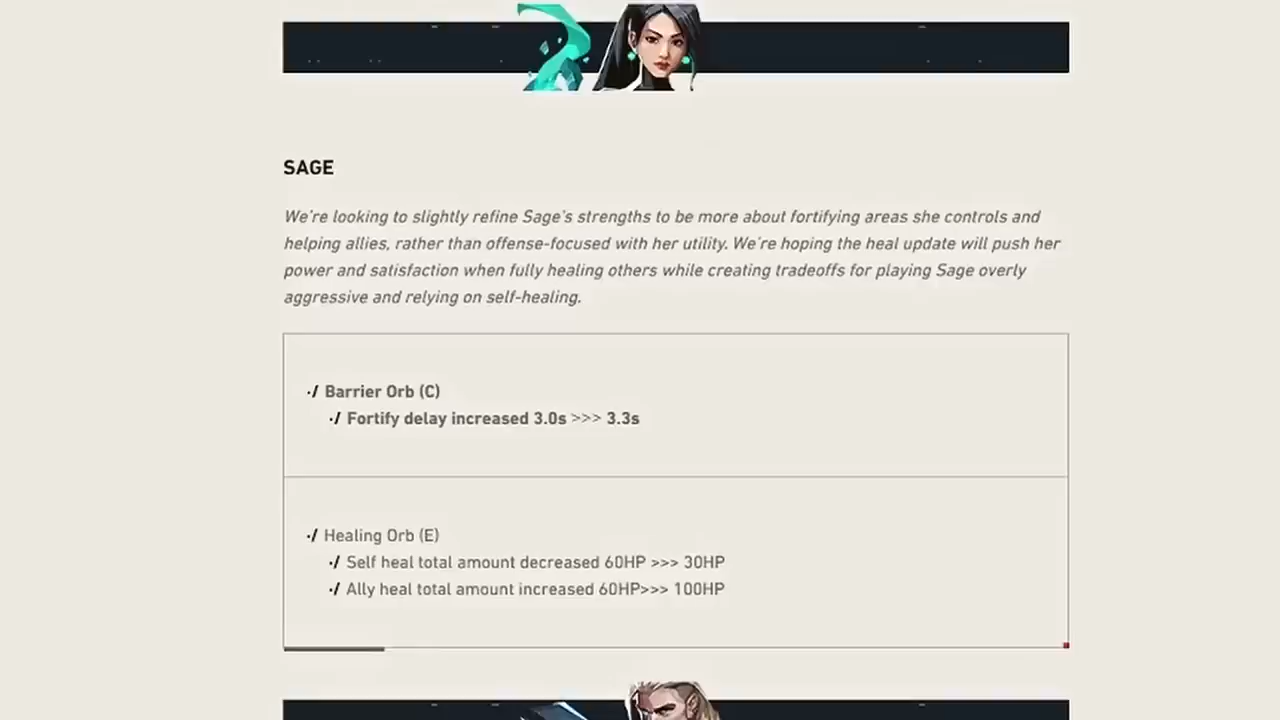 SAGE
We're looking to slightly refine Sage's strengths to be more about fortifying areas she controls and
helping allies, rather than offense-focused with her utility. We're hoping the heal update will push her
power and satisfaction when fully healing others while creating tradeoffs for playing Sage overly
aggressive and relying on self-healing.
·/ Barrier Orb (C)
·/ Fortify delay increased 3.0s >>> 3.3s
·/ Healing Orb (E)
·/ Self heal total amount decreased 60HP >>> 30HP
·/ Ally heal total amount increased 60HP>>> 100HP